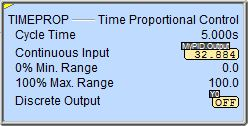 TIMEPROP Time Proportional Control
Cycle Time 5.000s
MyPID.Output
Continuous Input 32.884
0% Min. Range 0.0
100% Max. Range 100.0
Y0
Discrete Output OFF